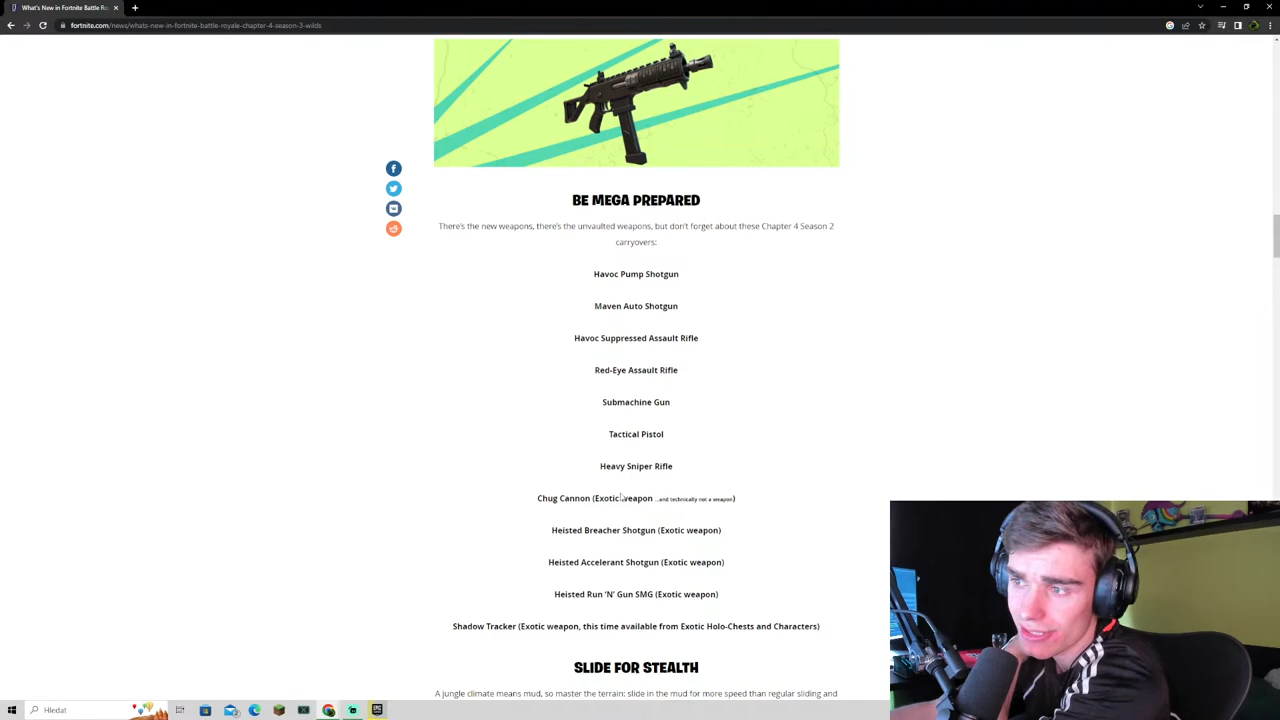 What's New in Fortnite Battle Ro
fortnite.com/news/whats-new-in-fortnite-battle-royale-chapter-4-season-3-wilds
BE MEGA PREPARED
There's the new weapons, there's the unvaulted weapons, but don't forget about these Chapter 4 Season 2
carryovers:
Havoc Pump Shotgun
Maven Auto Shotgun
Havoc Suppressed Assault Rifle
Red-Eye Assault Rifle
Submachine Gun
Tactical Pistol
Heavy Sniper Rifle
Chug Cannon (Exotic weapon ...and technically not a weapon)
Heisted Breacher Shotgun (Exotic weapon)
Heisted Accelerant Shotgun (Exotic weapon)
Heisted Run 'N' Gun SMG (Exotic weapon)
Shadow Tracker (Exotic weapon, this time available from Exotic Holo-Chests and Characters)
SLIDE FOR STEALTH
A jungle climate means mud, so master the terrain: slide in the mud for more speed than regular sliding and
Hledat